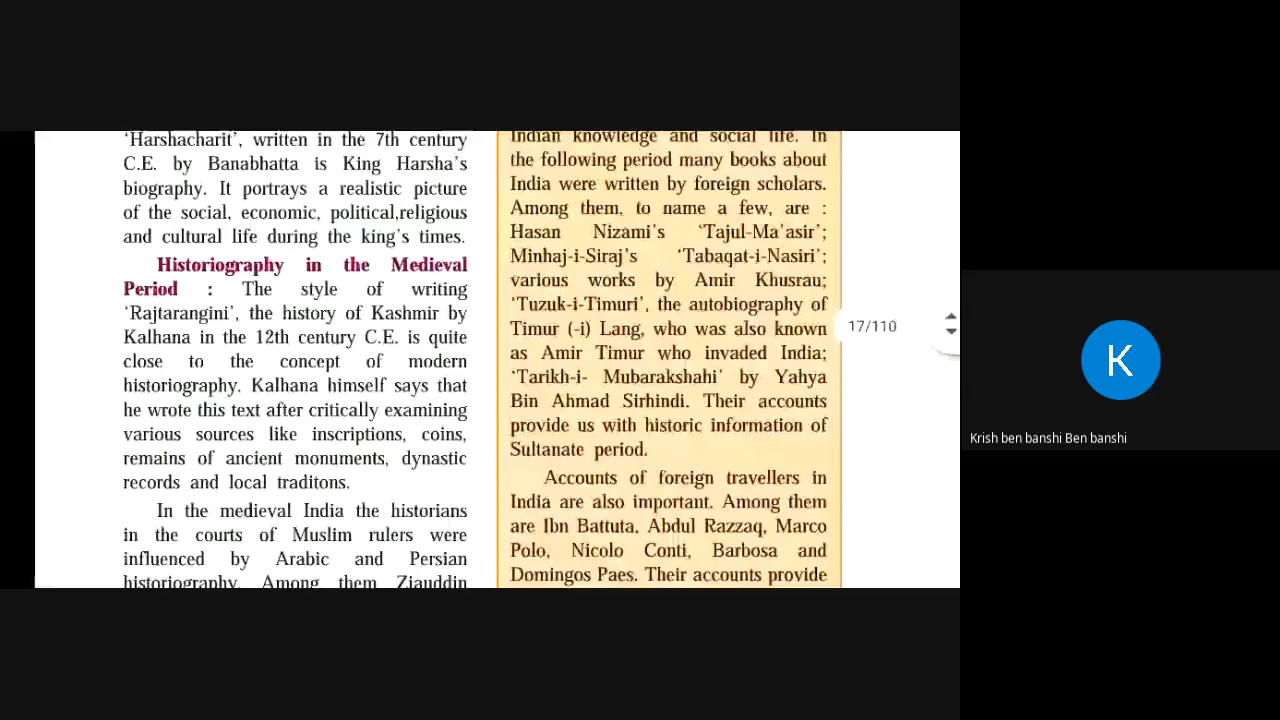 ‘Harshacharit’, written in the 7th century
C.E. by Banabhatta is King Harsha’s
biography. It portrays a realistic picture
of the social, economic, political,religious
and cultural life during the king’s times.
Historiography in the Medieval
Period : The style of writing
‘Rajtarangini’, the history of Kashmir by
Kalhana in the 12th century C.E. is quite
close to the concept of modern
historiography. Kalhana himself says that
he wrote this text after critically examining
various sources like inscriptions, coins,
remains of ancient monuments, dynastic
records and local traditons.
In the medieval India the historians
in the courts of Muslim rulers were
influenced by Arabic and Persian
historiography. Among them Ziauddin
Indian knowledge and social life. In
the following period many books about
India were written by foreign scholars.
Among them, to name a few, are :
Hasan Nizami’s ‘Tajul-Ma’asir’;
Minhaj-i-Siraj’s ‘Tabaqat-i-Nasiri’;
various works by Amir Khusrau;
‘Tuzuk-i-Timuri’, the autobiography of
Timur (-i) Lang, who was also known
as Amir Timur who invaded India;
‘Tarikh-i- Mubarakshahi’ by Yahya
Bin Ahmad Sirhindi. Their accounts
provide us with historic information of
Sultanate period.
Accounts of foreign travellers in
India are also important. Among them
are Ibn Battuta, Abdul Razzaq, Marco
Polo, Nicolo Conti, Barbosa and
Domingos Paes. Their accounts provide
17/110
K
Krish ben banshi Ben banshi